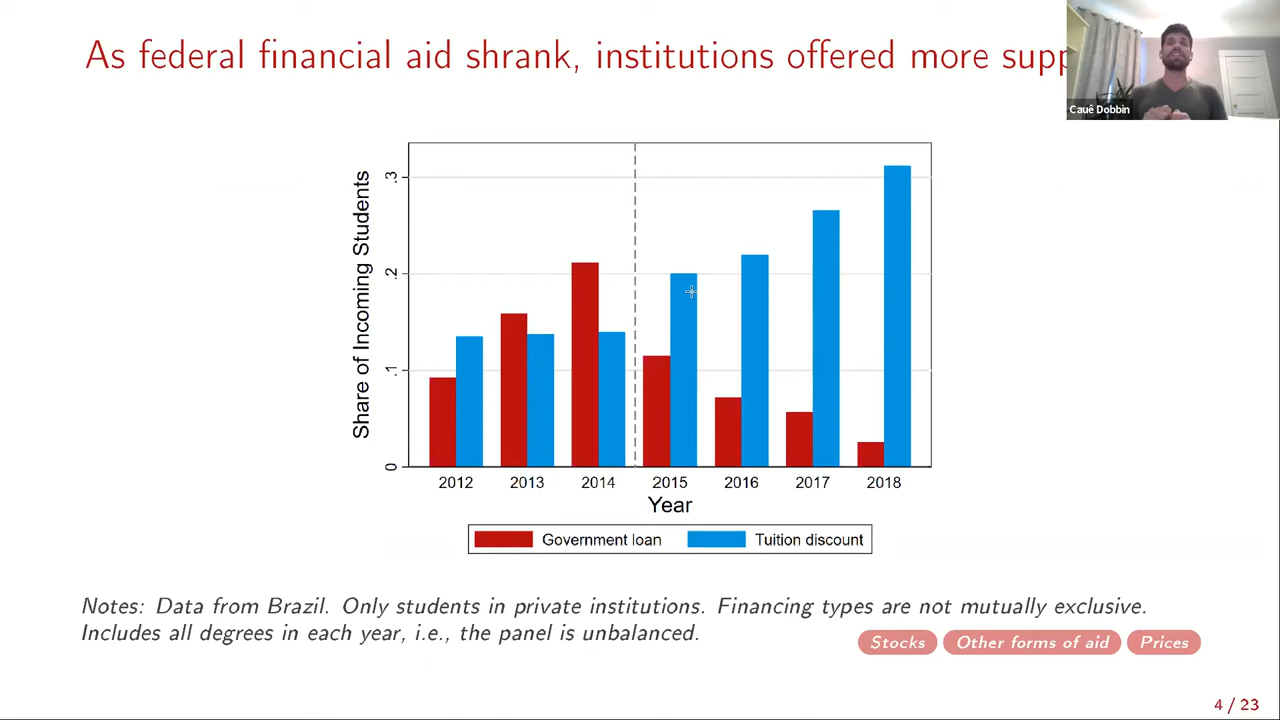 As federal financial aid shrank, institutions offered more
Cauê Dobbin
Share of Incoming Students
.3
.2
.1
0
2012 2013 2014 2015 2016 2017 2018
Year
Government loan Tuition discount
Notes: Data from Brazil. Only students in private institutions. Financing types are not mutually exclusive.
Includes all degrees in each year, i.e., the panel is unbalanced.
Stocks Other forms of aid Prices
4 / 23